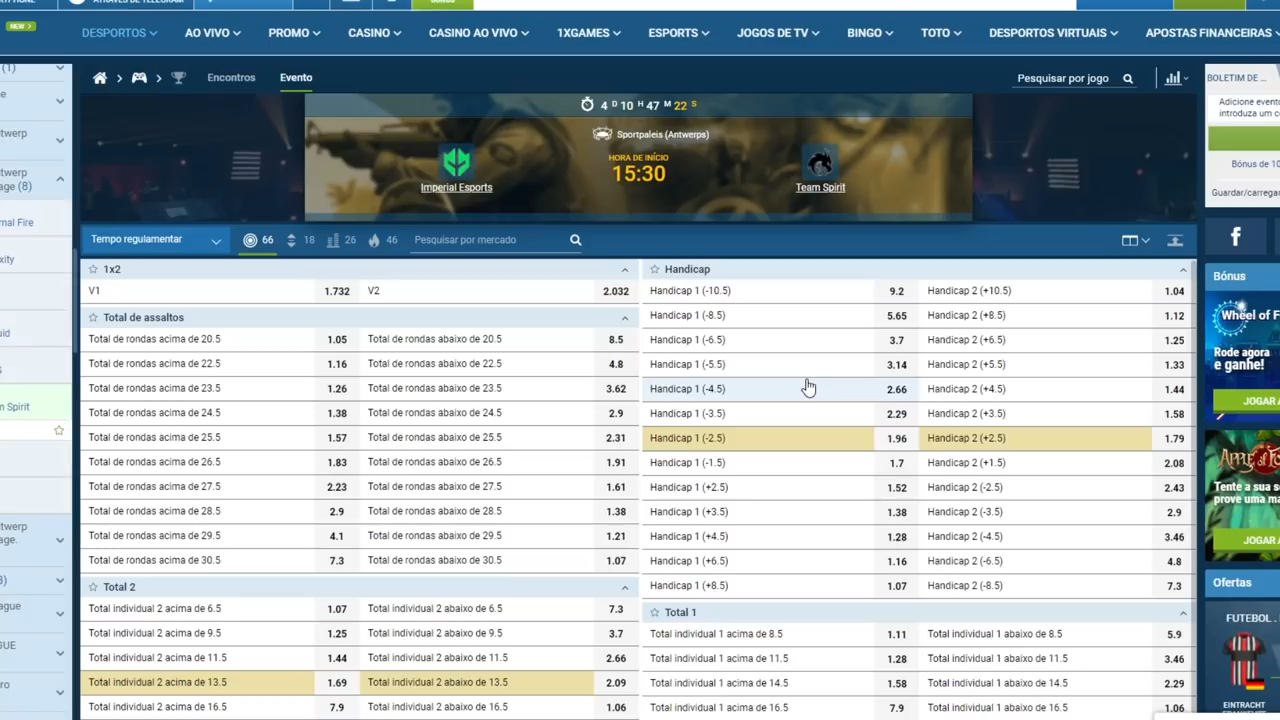 DESPORTOS AO VIVO PROMO CASINO CASINO AO VIVO 1XGAMES ESPORTS JOGOS DE TV BINGO TOTO DESPORTOS VIRTUAIS APOSTAS FINANCEIRAS
NEW
Encontros Evento
Pesquisar por jogo
4 D 10 H 47 M 22 S
Sportpaleis (Antwerps)
HORA DE INÍCIO
15:30
Imperial Esports
Team Spirit
Tempo regulamentar 66 18 26 46 Pesquisar por mercado
1x2
V1 1.732 V2 2.032
Total de assaltos
Total de rondas acima de 20.5 1.05 Total de rondas abaixo de 20.5 8.5
Total de rondas acima de 22.5 1.16 Total de rondas abaixo de 22.5 4.8
Total de rondas acima de 23.5 1.26 Total de rondas abaixo de 23.5 3.62
Total de rondas acima de 24.5 1.38 Total de rondas abaixo de 24.5 2.9
Total de rondas acima de 25.5 1.57 Total de rondas abaixo de 25.5 2.31
Total de rondas acima de 26.5 1.83 Total de rondas abaixo de 26.5 1.91
Total de rondas acima de 27.5 2.23 Total de rondas abaixo de 27.5 1.61
Total de rondas acima de 28.5 2.9 Total de rondas abaixo de 28.5 1.38
Total de rondas acima de 29.5 4.1 Total de rondas abaixo de 29.5 1.21
Total de rondas acima de 30.5 7.3 Total de rondas abaixo de 30.5 1.07
Total 2
Total individual 2 acima de 6.5 1.07 Total individual 2 abaixo de 6.5 7.3
Total individual 2 acima de 9.5 1.25 Total individual 2 abaixo de 9.5 3.7
Total individual 2 acima de 11.5 1.44 Total individual 2 abaixo de 11.5 2.66
Total individual 2 acima de 13.5 1.69 Total individual 2 abaixo de 13.5 2.09
Total individual 2 acima de 16.5 7.9 Total individual 2 abaixo de 16.5 1.06
Handicap
Handicap 1 (-10.5) 9.2 Handicap 2 (+10.5) 1.04
Handicap 1 (-8.5) 5.65 Handicap 2 (+8.5) 1.12
Handicap 1 (-6.5) 3.7 Handicap 2 (+6.5) 1.25
Handicap 1 (-5.5) 3.14 Handicap 2 (+5.5) 1.33
Handicap 1 (-4.5) 2.66 Handicap 2 (+4.5) 1.44
Handicap 1 (-3.5) 2.29 Handicap 2 (+3.5) 1.58
Handicap 1 (-2.5) 1.96 Handicap 2 (+2.5) 1.79
Handicap 1 (-1.5) 1.7 Handicap 2 (+1.5) 2.08
Handicap 1 (+2.5) 1.52 Handicap 2 (-2.5) 2.43
Handicap 1 (+3.5) 1.38 Handicap 2 (-3.5) 2.9
Handicap 1 (+4.5) 1.28 Handicap 2 (-4.5) 3.46
Handicap 1 (+6.5) 1.16 Handicap 2 (-6.5) 4.8
Handicap 1 (+8.5) 1.07 Handicap 2 (-8.5) 7.3
Total 1
Total individual 1 acima de 8.5 1.11 Total individual 1 abaixo de 8.5 5.9
Total individual 1 acima de 11.5 1.28 Total individual 1 abaixo de 11.5 3.46
Total individual 1 acima de 14.5 1.58 Total individual 1 abaixo de 14.5 2.29
Total individual 1 acima de 16.5 7.9 Total individual 1 abaixo de 16.5 1.06
BOLETIM DE ...
Adicione evento
introduza um c
Bónus de 10
Guardar/carregar
Bónus
Wheel of F
Rode agora
e ganhe!
JOGAR A
Tente a sua s
prove uma ma
JOGAR A
Ofertas
FUTEBOL .
EINTRACHT